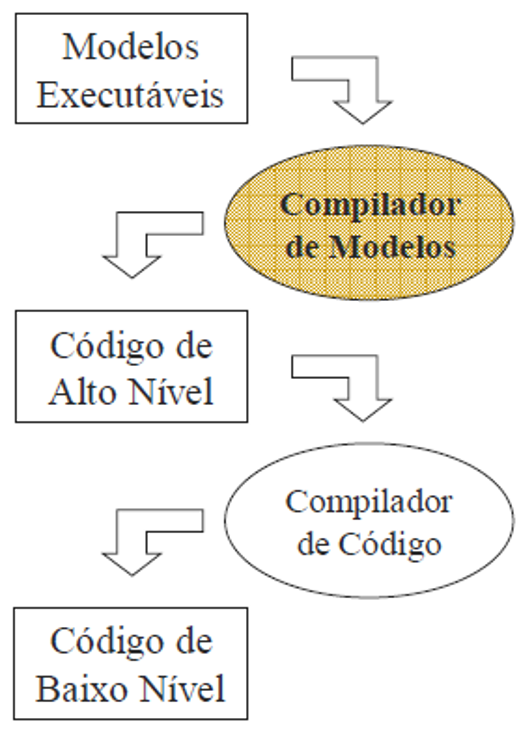 Modelos
Executáveis
Compilador
de Modelos
Código de
Alto Nível
Compilador
de Código
Código de
Baixo Nível